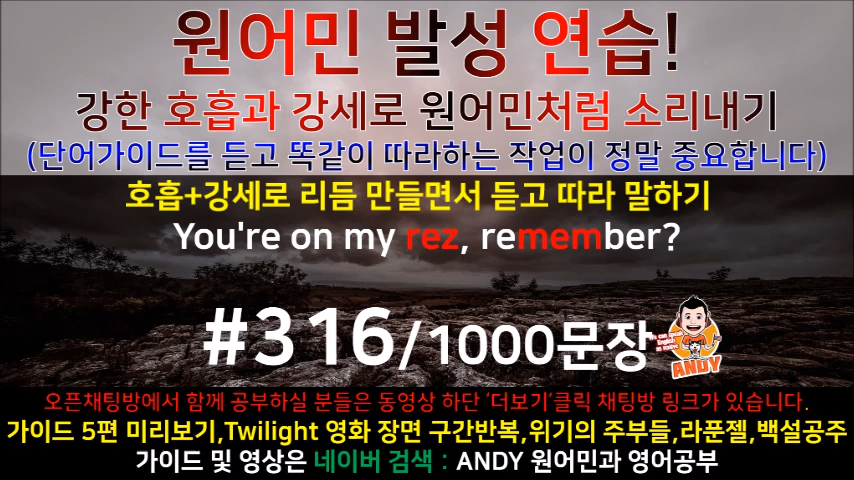 원어민 발성 연습!
강한 호흡과 강세로 원어민처럼 소리내기
(단어가이드를 듣고 똑같이 따라하는 작업이 정말 중요합니다)
호흡+강세로 리듬 만들면서 듣고 따라 말하기
You're on my rez, remember?
#316/1000문장
We can speak
English
as Native
ANDY
오픈채팅방에서 함께 공부하실 분들은 동영상 하단 '더보기'클릭 채팅방 링크가 있습니다.
가이드 5편 미리보기,Twilight 영화 장면 구간반복,위기의 주부들,라푼젤,백설공주
가이드 및 영상은 네이버 검색 : ANDY 원어민과 영어공부